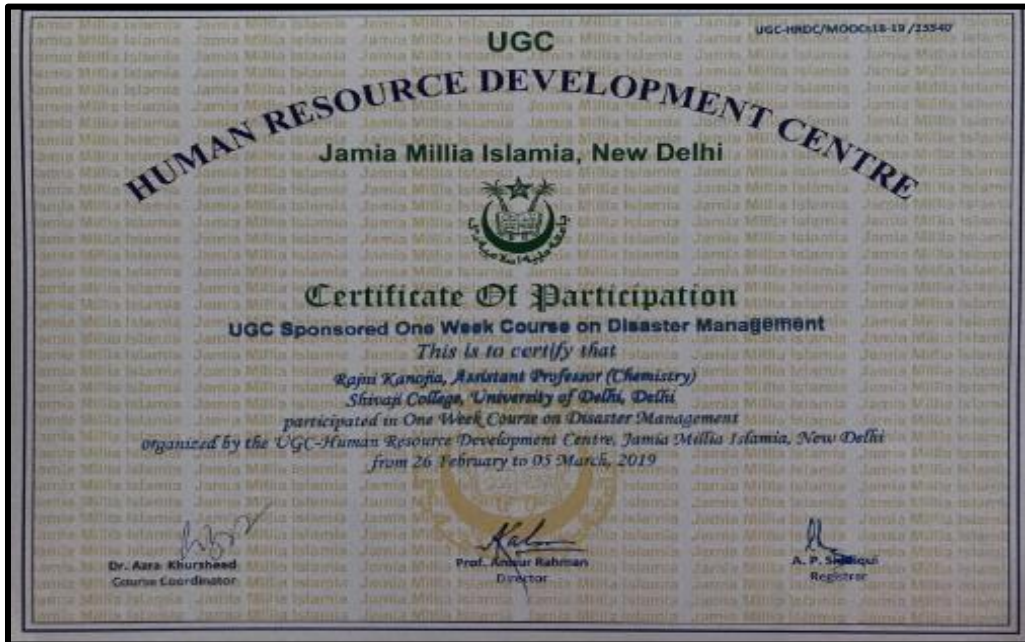 UGC-HRDC/MOOCs18-19/15540
UGC
HUMAN RESOURCE DEVELOPMENT CENTRE
Jamia Millia Islamia, New Delhi
Certificate Of Participation
UGC Sponsored One Week Course on Disaster Management
This is to certify that
Rajni Kanojia, Assistant Professor (Chemistry)
Shivaji College, University of Delhi, Delhi
participated in One Week Course on Disaster Management
organized by the UGC-Human Resource Development Centre, Jamia Millia Islamia, New Delhi
from 26 February to 05 March, 2019
Dr. Azra Khursheed
Course Coordinator
Prof. Rahman
Director
A. P. Siddiqui
Registrar